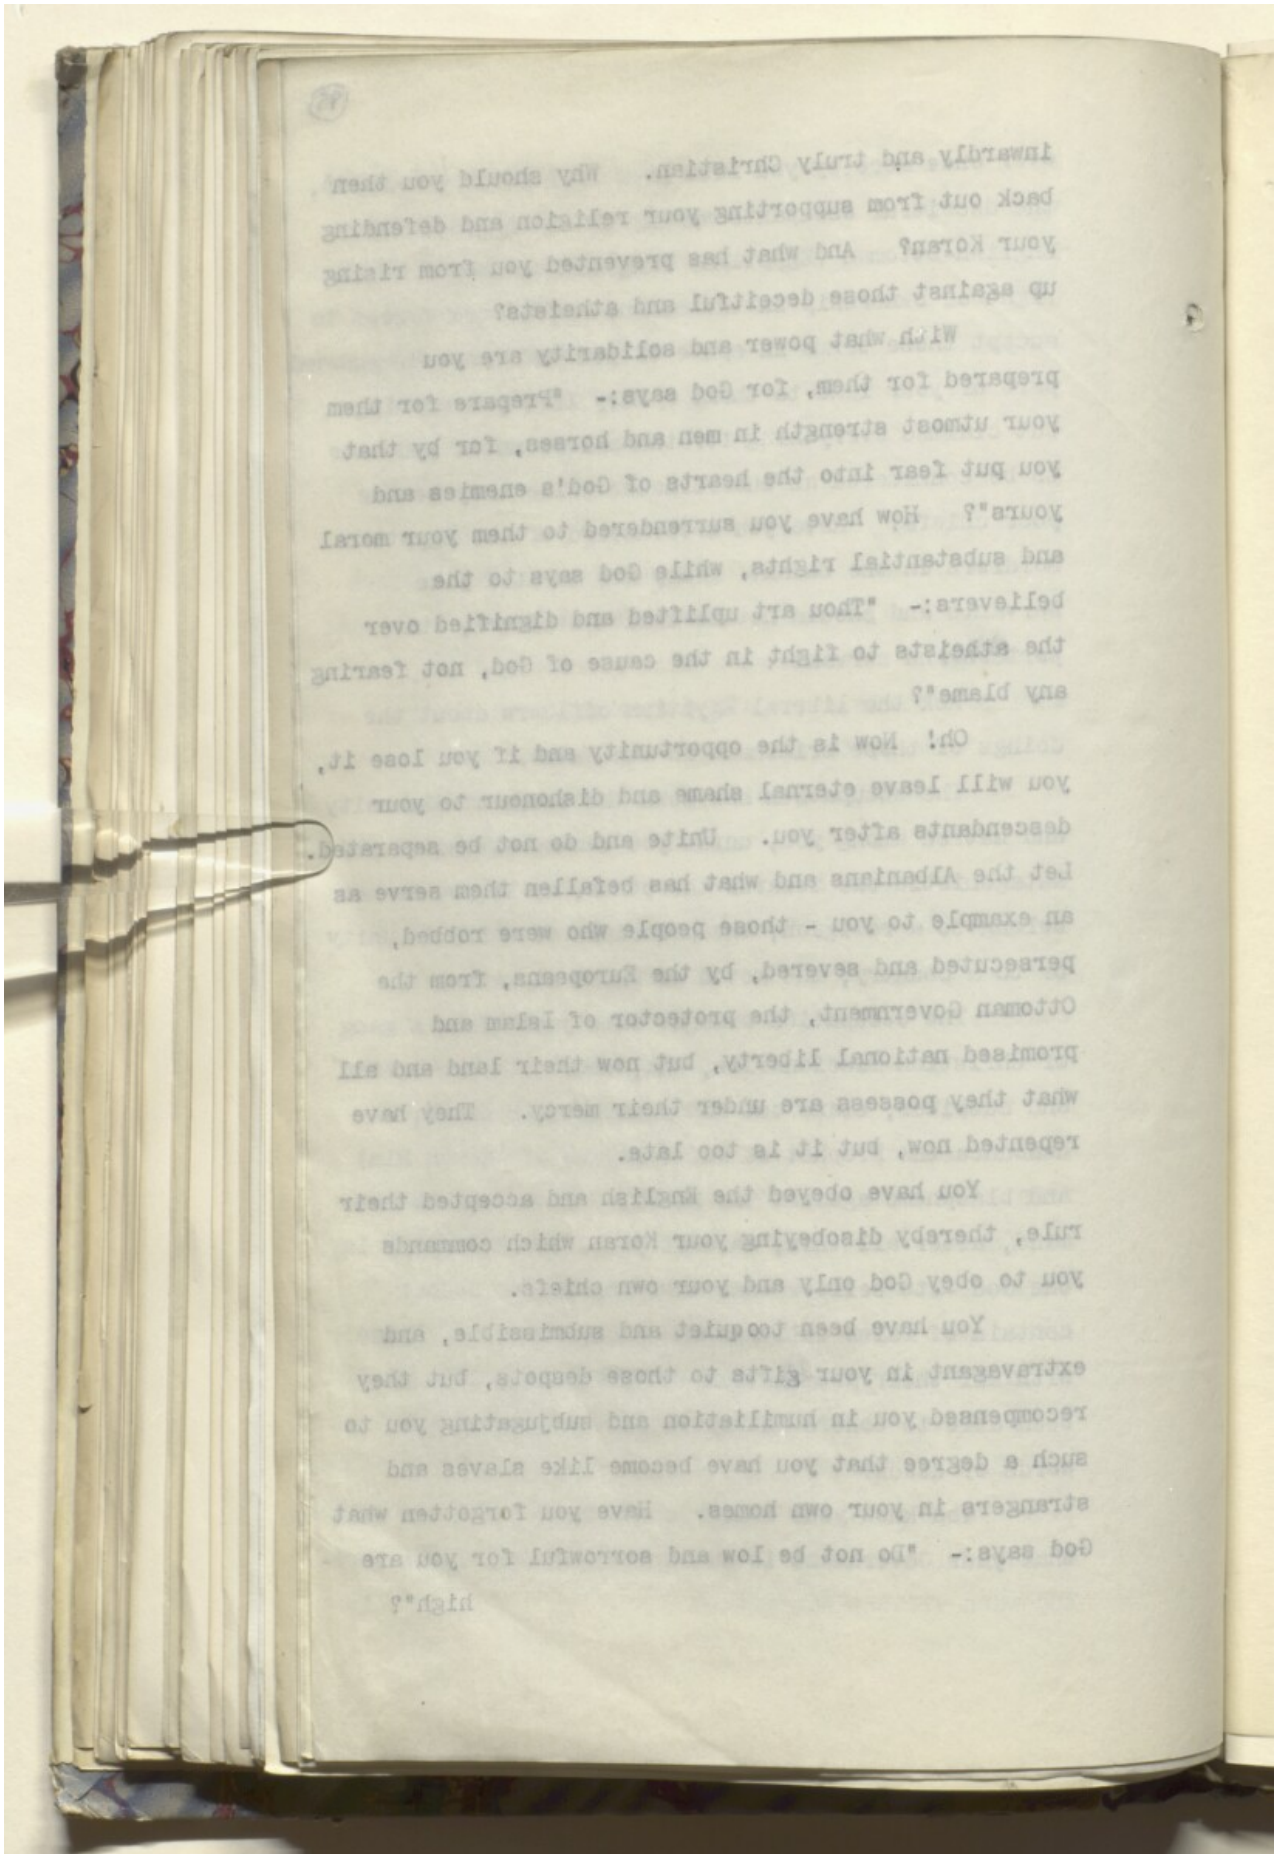 inwardly and truly Christian. Why should you then
back out from supporting your religion and defending
your Koran? And what has prevented you from rising
up against those deceitful and atheists?
With what power and solidarity are you
prepared for them, for God says:- "Prepare for them
your utmost strength in men and horses, for by that
you put fear into the hearts of God's enemies and
yours"? How have you surrendered to them your moral
and substantial rights, while God says to the
believers:- "Thou art uplifted and dignified over
the atheists to fight in the cause of God, not fearing
any blame"?
Oh! Now is the opportunity and if you lose it,
you will leave eternal shame and dishonour to your
descendants after you. Unite and do not be separated.
Let the Albanians and what has befallen them serve as
an example to you - those people who were robbed,
persecuted and severed, by the Europeans, from the
Ottoman Government, the protector of Islam and
promised national liberty, but now their land and all
what they possess are under their mercy. They have
repented now, but it is too late.
You have obeyed the English and accepted their
rule, thereby disobeying your Koran which commands
you to obey God only and your own chiefs.
You have been tooquiet and submissible, and
extravagant in your gifts to those despots, but they
recompensed you in humiliation and subjugating you to
such a degree that you have become like slaves and
strangers in your own homes. Have you forgotten what
God says:- "Do not be low and sorrowful for you are
high"?